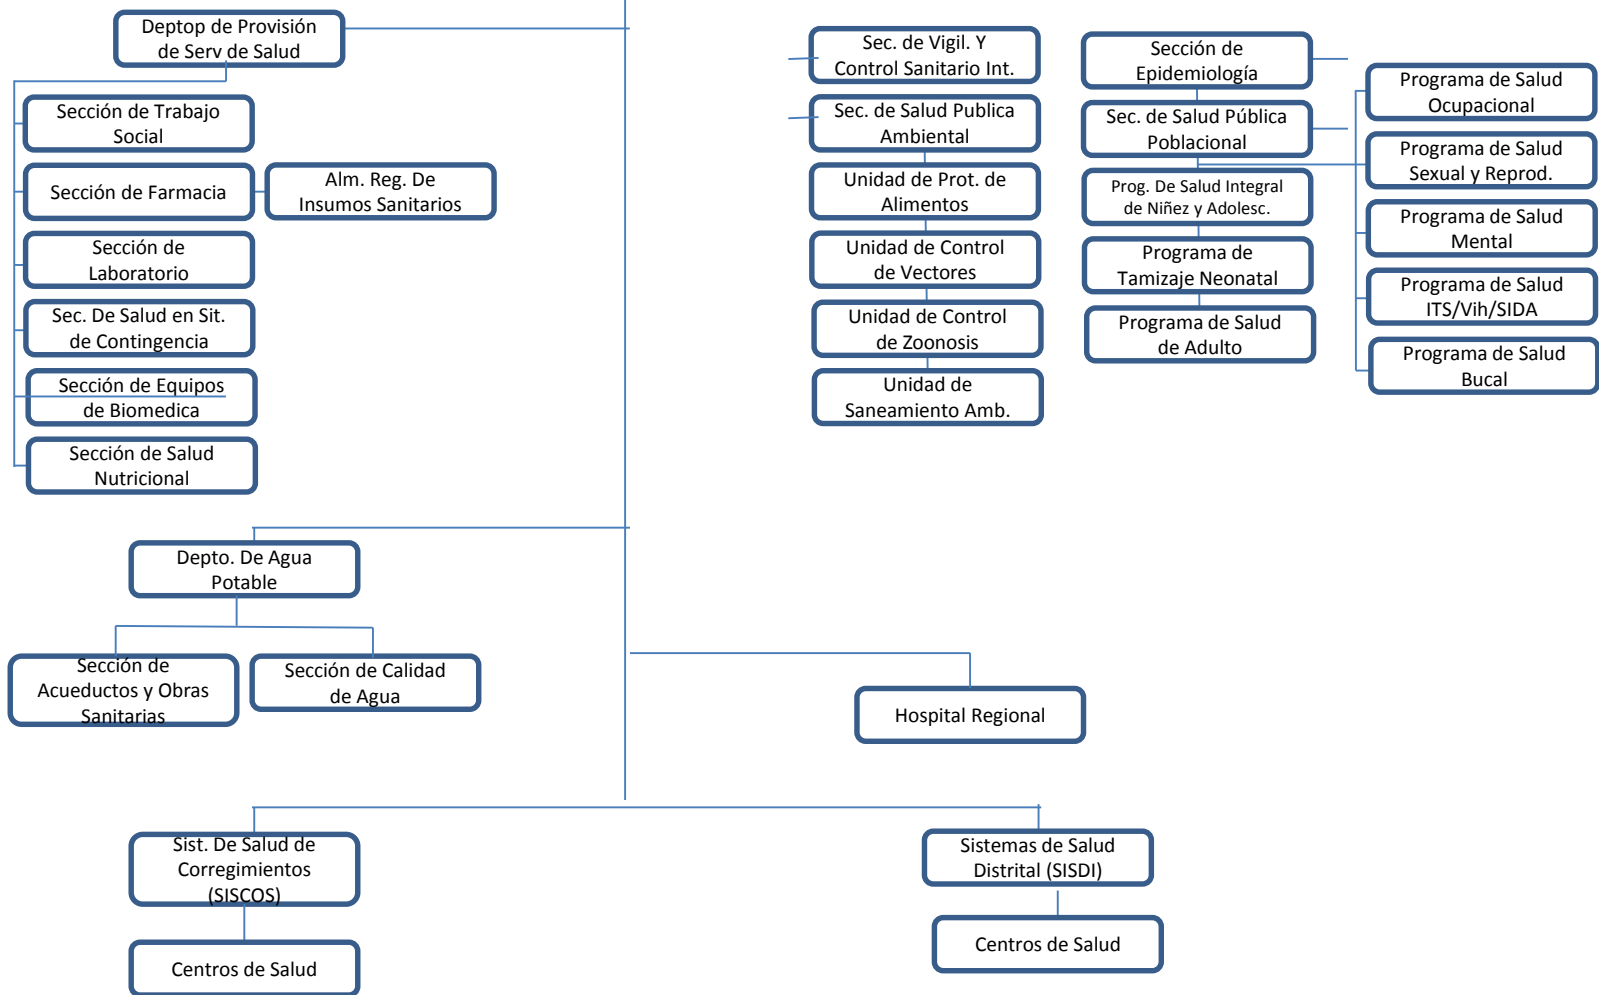 Deptop de Provisión
de Serv de Salud
Sección de Trabajo
Social
Sección de Farmacia
Alm. Reg. De
Insumos Sanitarios
Sección de
Laboratorio
Sec. De Salud en Sit.
de Contingencia
Sección de Equipos
de Biomedica
Sección de Salud
Nutricional
Sec. de Vigil. Y
Control Sanitario Int.
Sec. de Salud Publica
Ambiental
Unidad de Prot. de
Alimentos
Unidad de Control
de Vectores
Unidad de Control
de Zoonosis
Unidad de
Saneamiento Amb.
Sección de
Epidemiología
Sec. de Salud Pública
Poblacional
Prog. De Salud Integral
de Niñez y Adolesc.
Programa de
Tamizaje Neonatal
Programa de Salud
de Adulto
Programa de Salud
Ocupacional
Programa de Salud
Sexual y Reprod.
Programa de Salud
Mental
Programa de Salud
ITS/Vih/SIDA
Programa de Salud
Bucal
Depto. De Agua
Potable
Sección de
Acueductos y Obras
Sanitarias
Sección de Calidad
de Agua
Hospital Regional
Sist. De Salud de
Corregimientos
(SISCOS)
Centros de Salud
Sistemas de Salud
Distrital (SISDI)
Centros de Salud